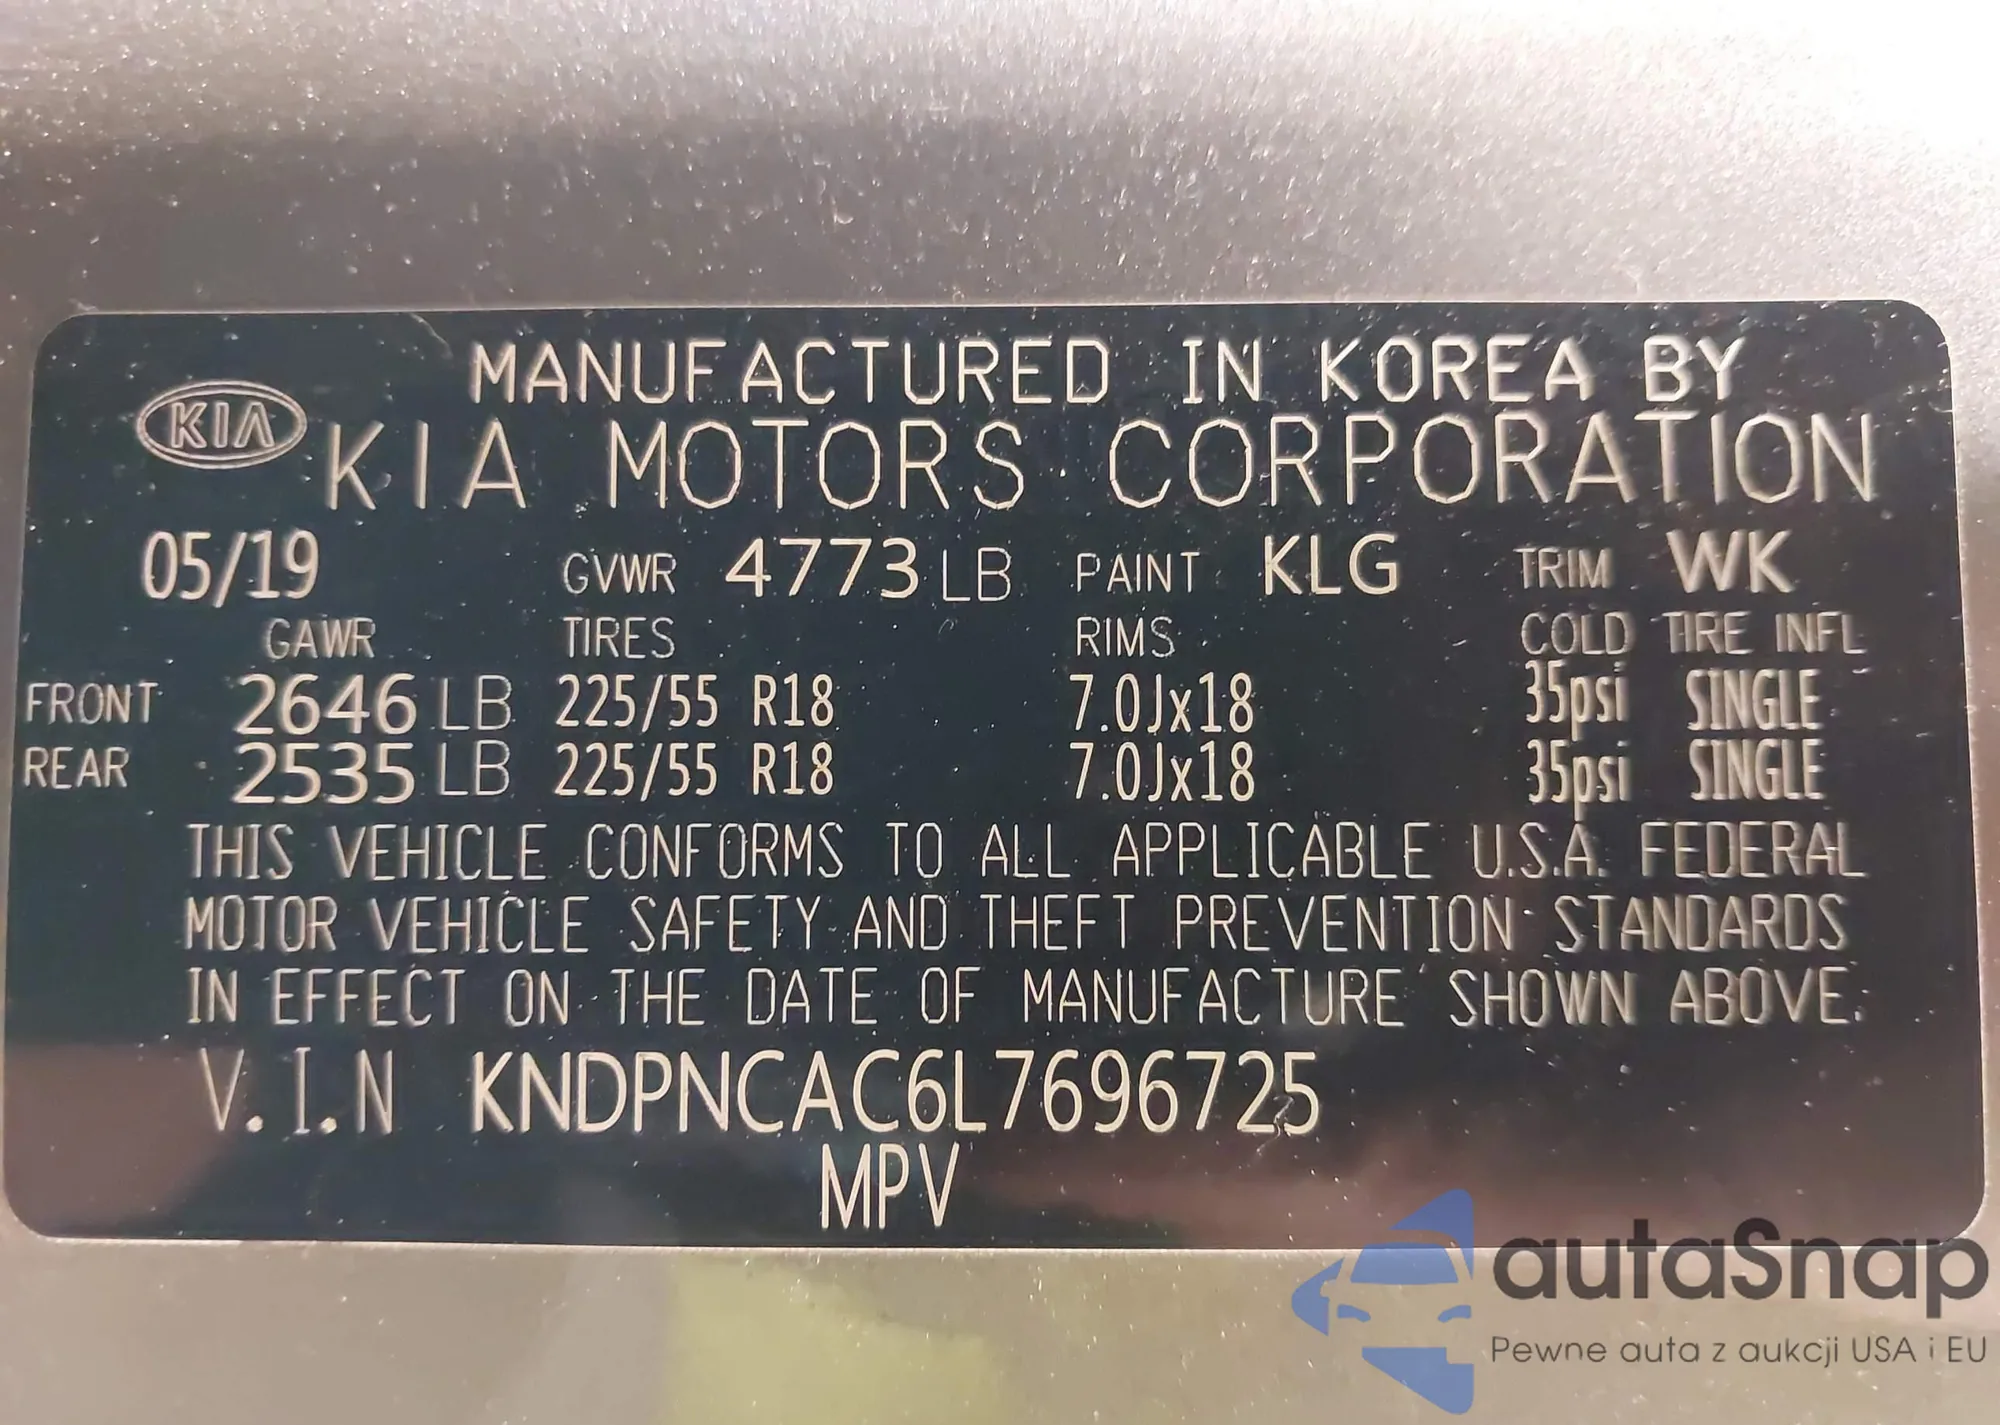 MANUFACTURED IN KOREA BY
KIA KIA MOTORS CORPORATION
05/19 GVWR 4773 LB PAINT KLG TRIM WK
GAWR TIRES RIMS COLD TIRE INFL
FRONT 2646 LB 225/55 R18 7.0Jx18 35psi SINGLE
REAR 2535 LB 225/55 R18 7.0Jx18 35psi SINGLE
THIS VEHICLE CONFORMS TO ALL APPLICABLE U.S.A. FEDERAL
MOTOR VEHICLE SAFETY AND THEFT PREVENTION STANDARDS
IN EFFECT ON THE DATE OF MANUFACTURE SHOWN ABOVE.
V.I.N KNDPNCAC6L7696725
MPV
autaSnap
Pewne auta z aukcji USA i EU